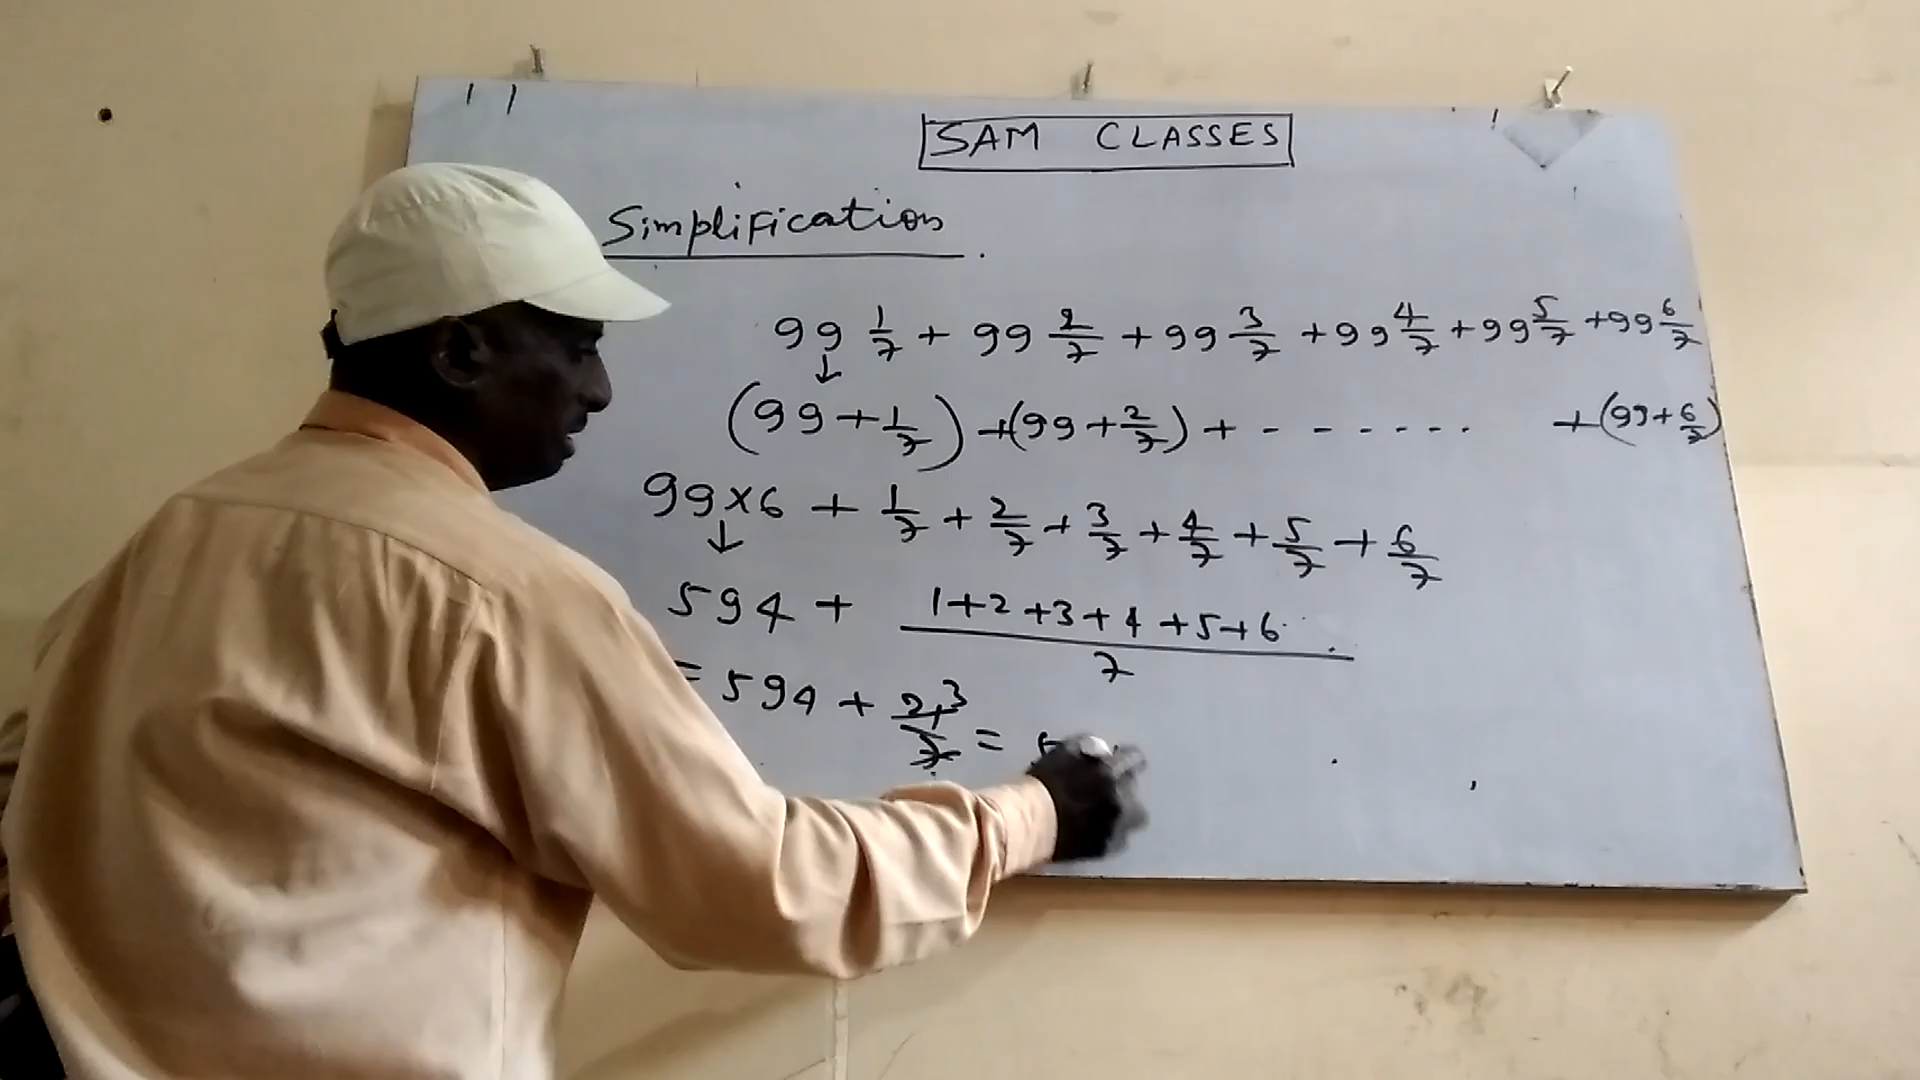 SAM CLASSES
Simplification
99 1/7 + 99 2/7 + 99 3/7 + 99 4/7 + 99 5/7 + 99 6/7
↓
(99 + 1/7) + (99 + 2/7) + - - - - - - - + (99 + 6/7)
99 × 6 + 1/7 + 2/7 + 3/7 + 4/7 + 5/7 + 6/7
↓
594 + (1+2+3+4+5+6)/7
= 594 + 21/7 3 =